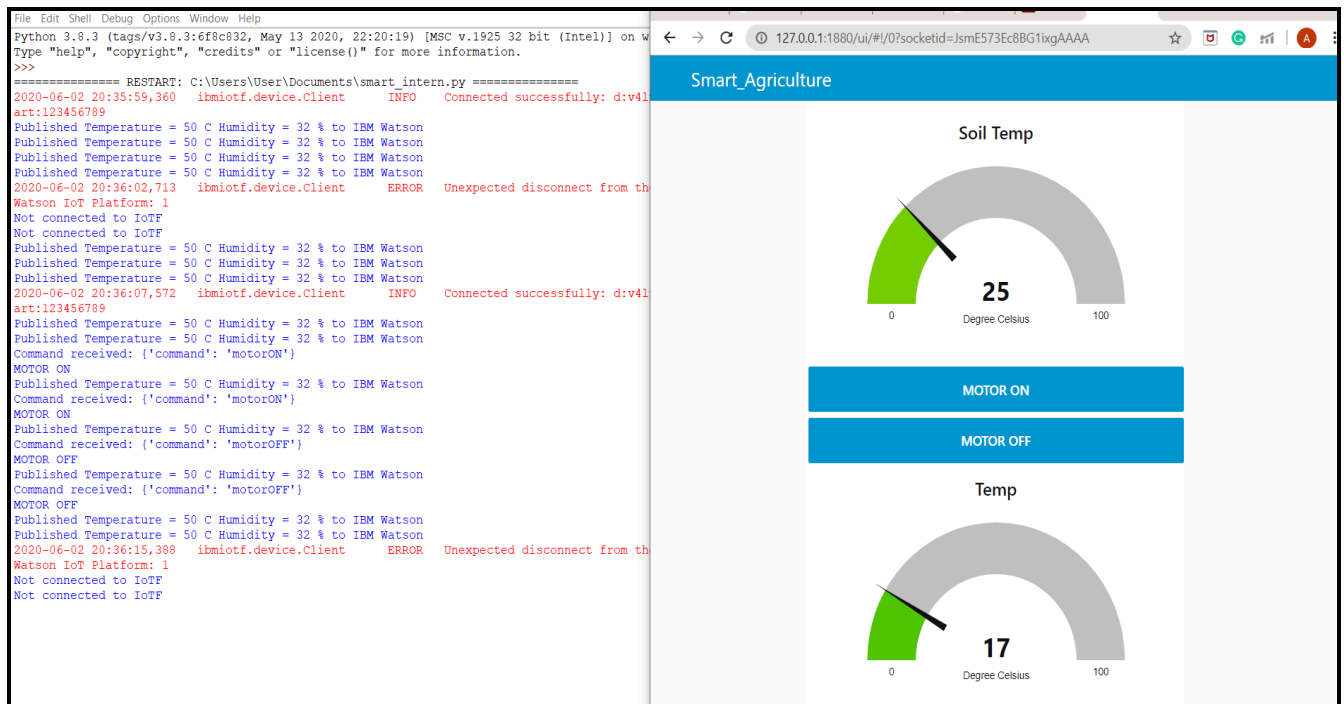 File Edit Shell Debug Options Window Help
Python 3.8.3 (tags/v3.8.3:6f8c832, May 13 2020, 22:20:19) [MSC v.1925 32 bit (Intel)] on w
Type "help", "copyright", "credits" or "license()" for more information.
>>>
=============== RESTART: C:\Users\User\Documents\smart_intern.py ===============
2020-06-02 20:35:59,360 ibmiotf.device.Client INFO Connected successfully: d:v41
art:123456789
Published Temperature = 50 C Humidity = 32 % to IBM Watson
Published Temperature = 50 C Humidity = 32 % to IBM Watson
Published Temperature = 50 C Humidity = 32 % to IBM Watson
Published Temperature = 50 C Humidity = 32 % to IBM Watson
2020-06-02 20:36:02,713 ibmiotf.device.Client ERROR Unexpected disconnect from the
Watson IoT Platform: 1
Not connected to IoTF
Not connected to IoTF
Published Temperature = 50 C Humidity = 32 % to IBM Watson
Published Temperature = 50 C Humidity = 32 % to IBM Watson
Published Temperature = 50 C Humidity = 32 % to IBM Watson
2020-06-02 20:36:07,572 ibmiotf.device.Client INFO Connected successfully: d:v41
art:123456789
Published Temperature = 50 C Humidity = 32 % to IBM Watson
Published Temperature = 50 C Humidity = 32 % to IBM Watson
Command received: {'command': 'motorON'}
MOTOR ON
Published Temperature = 50 C Humidity = 32 % to IBM Watson
Command received: {'command': 'motorON'}
MOTOR ON
Published Temperature = 50 C Humidity = 32 % to IBM Watson
Command received: {'command': 'motorOFF'}
MOTOR OFF
Published Temperature = 50 C Humidity = 32 % to IBM Watson
Command received: {'command': 'motorOFF'}
MOTOR OFF
Published Temperature = 50 C Humidity = 32 % to IBM Watson
Published Temperature = 50 C Humidity = 32 % to IBM Watson
2020-06-02 20:36:15,388 ibmiotf.device.Client ERROR Unexpected disconnect from the
Watson IoT Platform: 1
Not connected to IoTF
Not connected to IoTF
127.0.0.1:1880/ui/#!/0?socketid=JsmE573Ec8BG1ixgAAAA
A
Smart_Agriculture
Soil Temp
25
0 Degree Celsius 100
MOTOR ON
MOTOR OFF
Temp
17
0 Degree Celsius 100